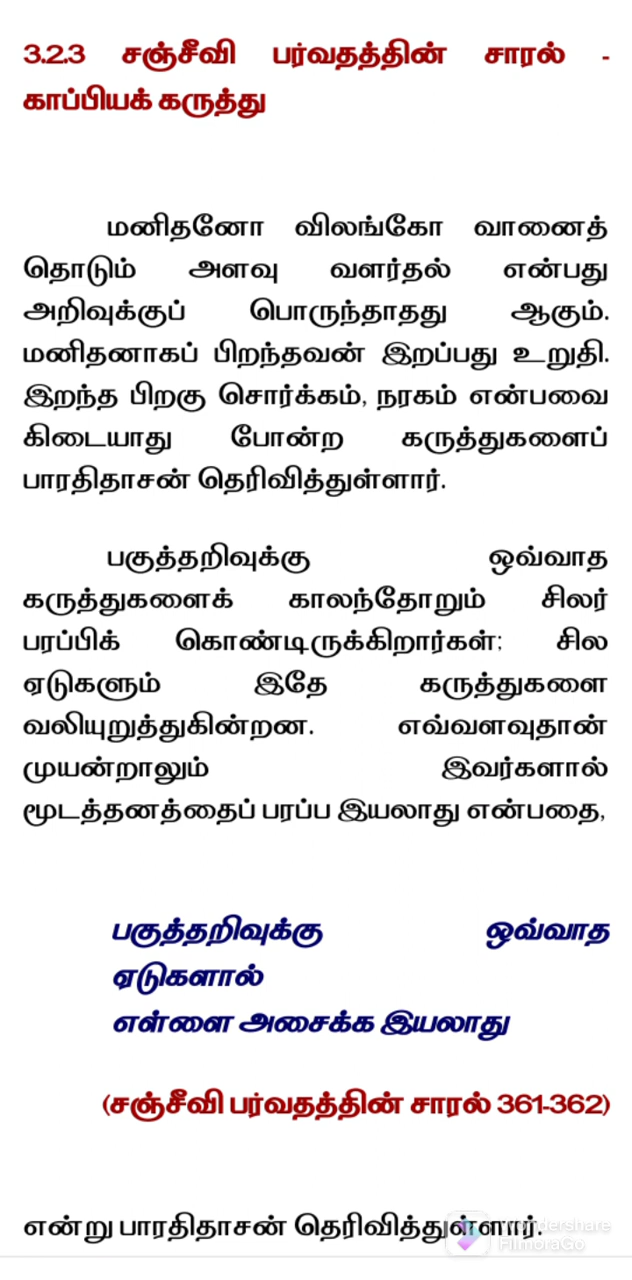 3.2.3 சஞ்சீவி பர்வதத்தின் சாரல் -
காப்பியக் கருத்து
மனிதனோ விலங்கோ வானைத்
தொடும் அளவு வளர்தல் என்பது
அறிவுக்குப் பொருந்தாதது ஆகும்.
மனிதனாகப் பிறந்தவன் இறப்பது உறுதி.
இறந்த பிறகு சொர்க்கம், நரகம் என்பவை
கிடையாது போன்ற கருத்துகளைப்
பாரதிதாசன் தெரிவித்துள்ளார்.
பகுத்தறிவுக்கு ஒவ்வாத
கருத்துகளைக் காலந்தோறும் சிலர்
பரப்பிக் கொண்டிருக்கிறார்கள்; சில
ஏடுகளும் இதே கருத்துகளை
வலியுறுத்துகின்றன. எவ்வளவுதான்
முயன்றாலும் இவர்களால்
மூடத்தனத்தைப் பரப்ப இயலாது என்பதை,
பகுத்தறிவுக்கு ஒவ்வாத
ஏடுகளால்
எள்ளை அசைக்க இயலாது
(சஞ்சீவி பர்வதத்தின் சாரல் 361-362)
என்று பாரதிதாசன் தெரிவித்துள்ளார்.
Wondershare
FilmoraGo